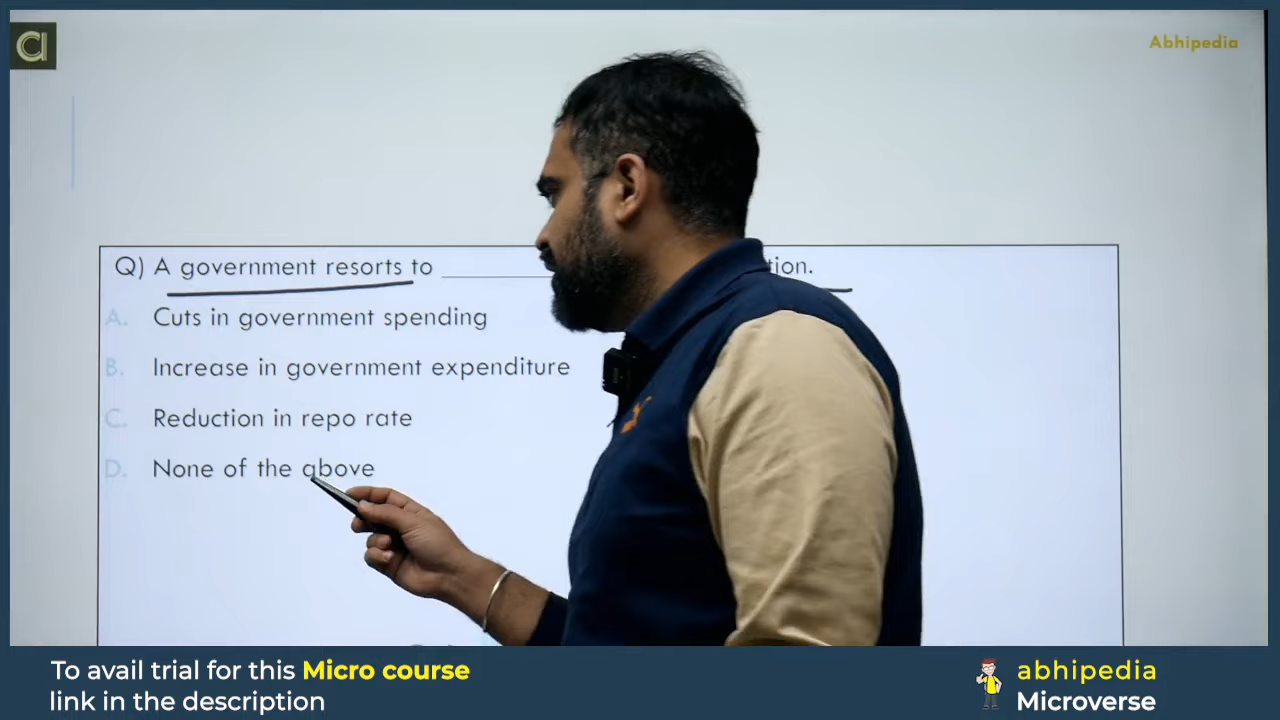 Abhipedia
Q) A government resorts to ________ tion.
A. Cuts in government spending
B. Increase in government expenditure
C. Reduction in repo rate
D. None of the above
To avail trial for this Micro course
link in the description
abhipedia
Microverse